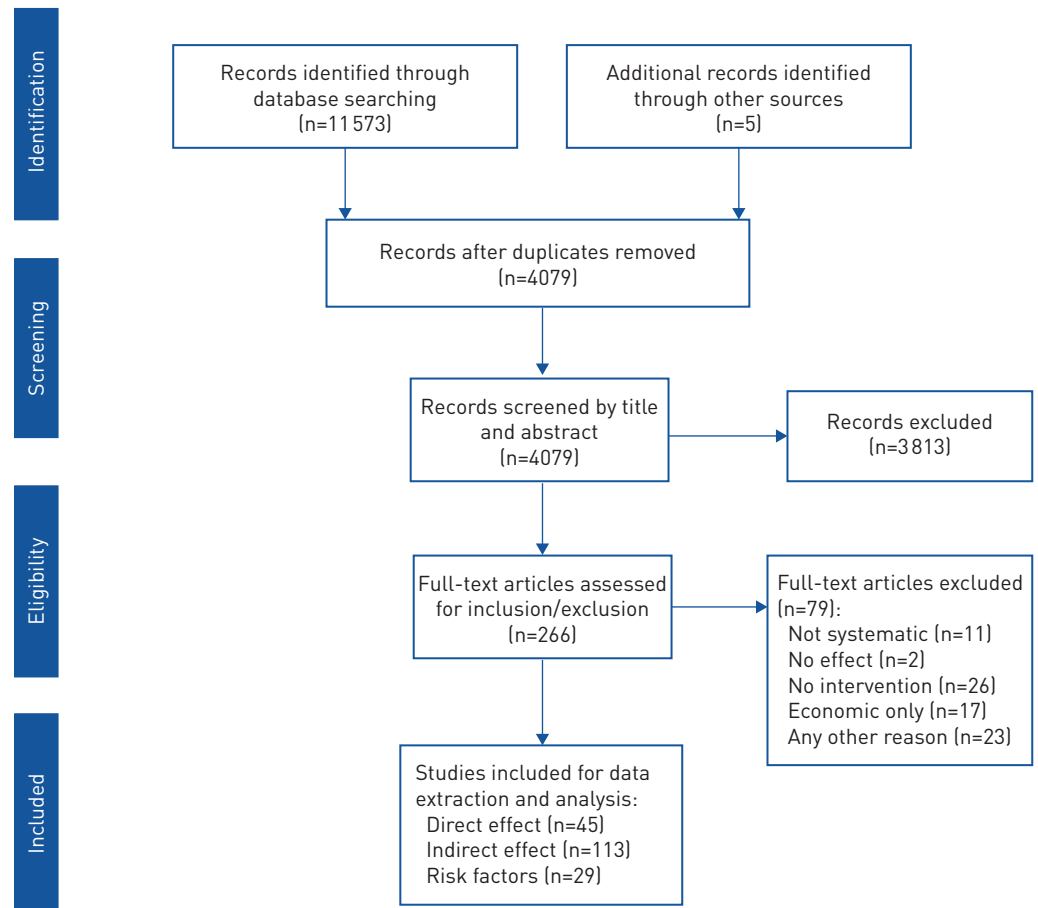 Identification
Records identified through
database searching
(n=11 573)
Additional records identified
through other sources
(n=5)
Records after duplicates removed
(n=4079)
Screening
Records screened by title
and abstract
(n=4079)
Records excluded
(n=3813)
Eligibility
Full-text articles assessed
for inclusion/exclusion
(n=266)
Full-text articles excluded
(n=79):
Not systematic (n=11)
No effect (n=2)
No intervention (n=26)
Economic only (n=17)
Any other reason (n=23)
Included
Studies included for data
extraction and analysis:
Direct effect (n=45)
Indirect effect (n=113)
Risk factors (n=29)